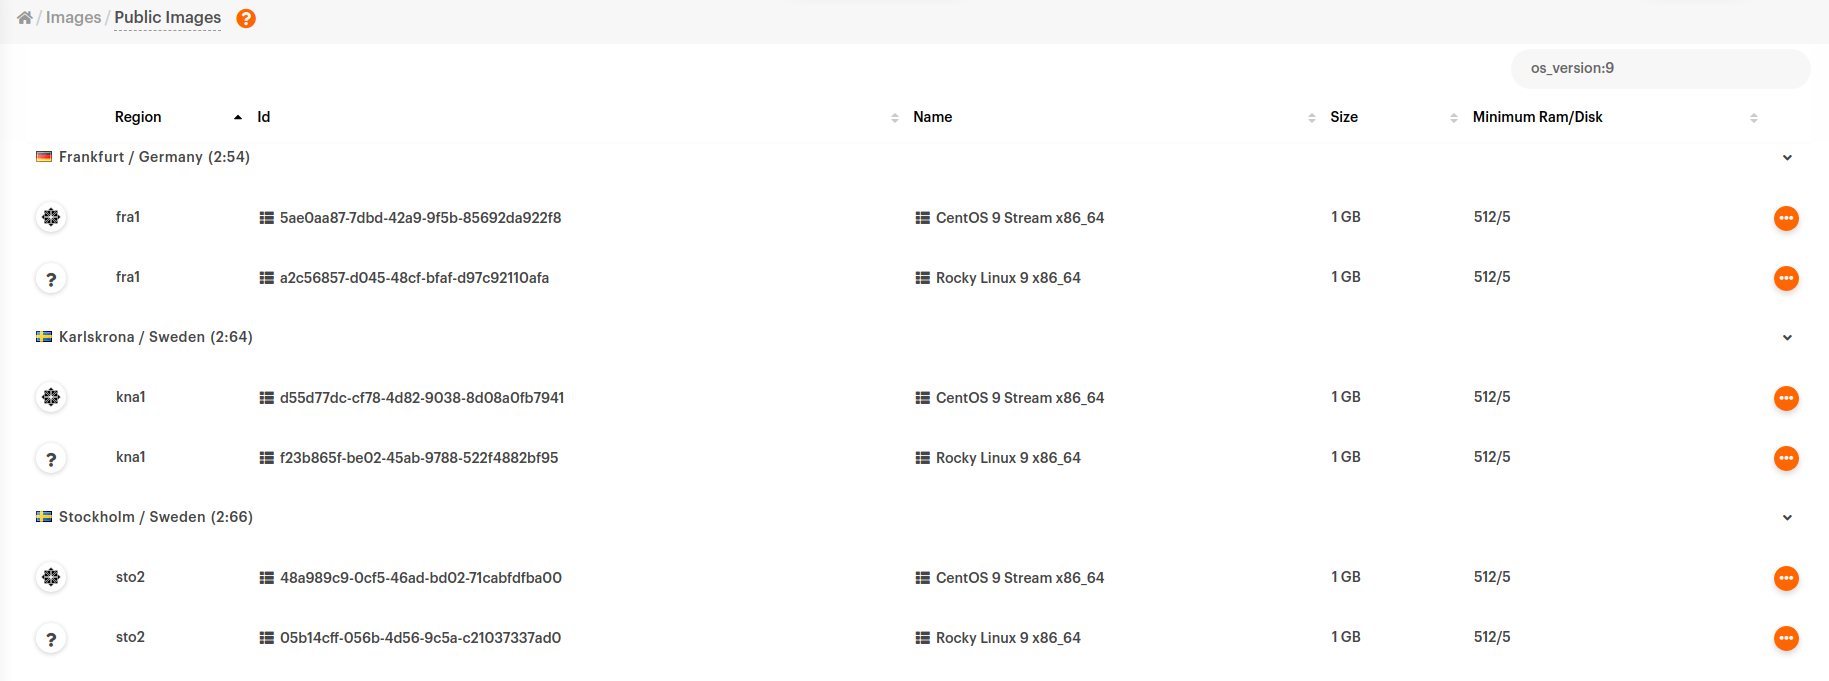 / Images / Public Images ?
os_version:9
Region Id Name Size Minimum Ram/Disk
Frankfurt / Germany (2:54)
fra1 5ae0aa87-7dbd-42a9-9f5b-85692da922f8 CentOS 9 Stream x86_64 1 GB 512/5
? fra1 a2c56857-d045-48cf-bfaf-d97c92110afa Rocky Linux 9 x86_64 1 GB 512/5
Karlskrona / Sweden (2:64)
kna1 d55d77dc-cf78-4d82-9038-8d08a0fb7941 CentOS 9 Stream x86_64 1 GB 512/5
? kna1 f23b865f-be02-45ab-9788-522f4882bf95 Rocky Linux 9 x86_64 1 GB 512/5
Stockholm / Sweden (2:66)
sto2 48a989c9-0cf5-46ad-bd02-71cabfdfba00 CentOS 9 Stream x86_64 1 GB 512/5
? sto2 05b14cff-056b-4d56-9c5a-c21037337ad0 Rocky Linux 9 x86_64 1 GB 512/5